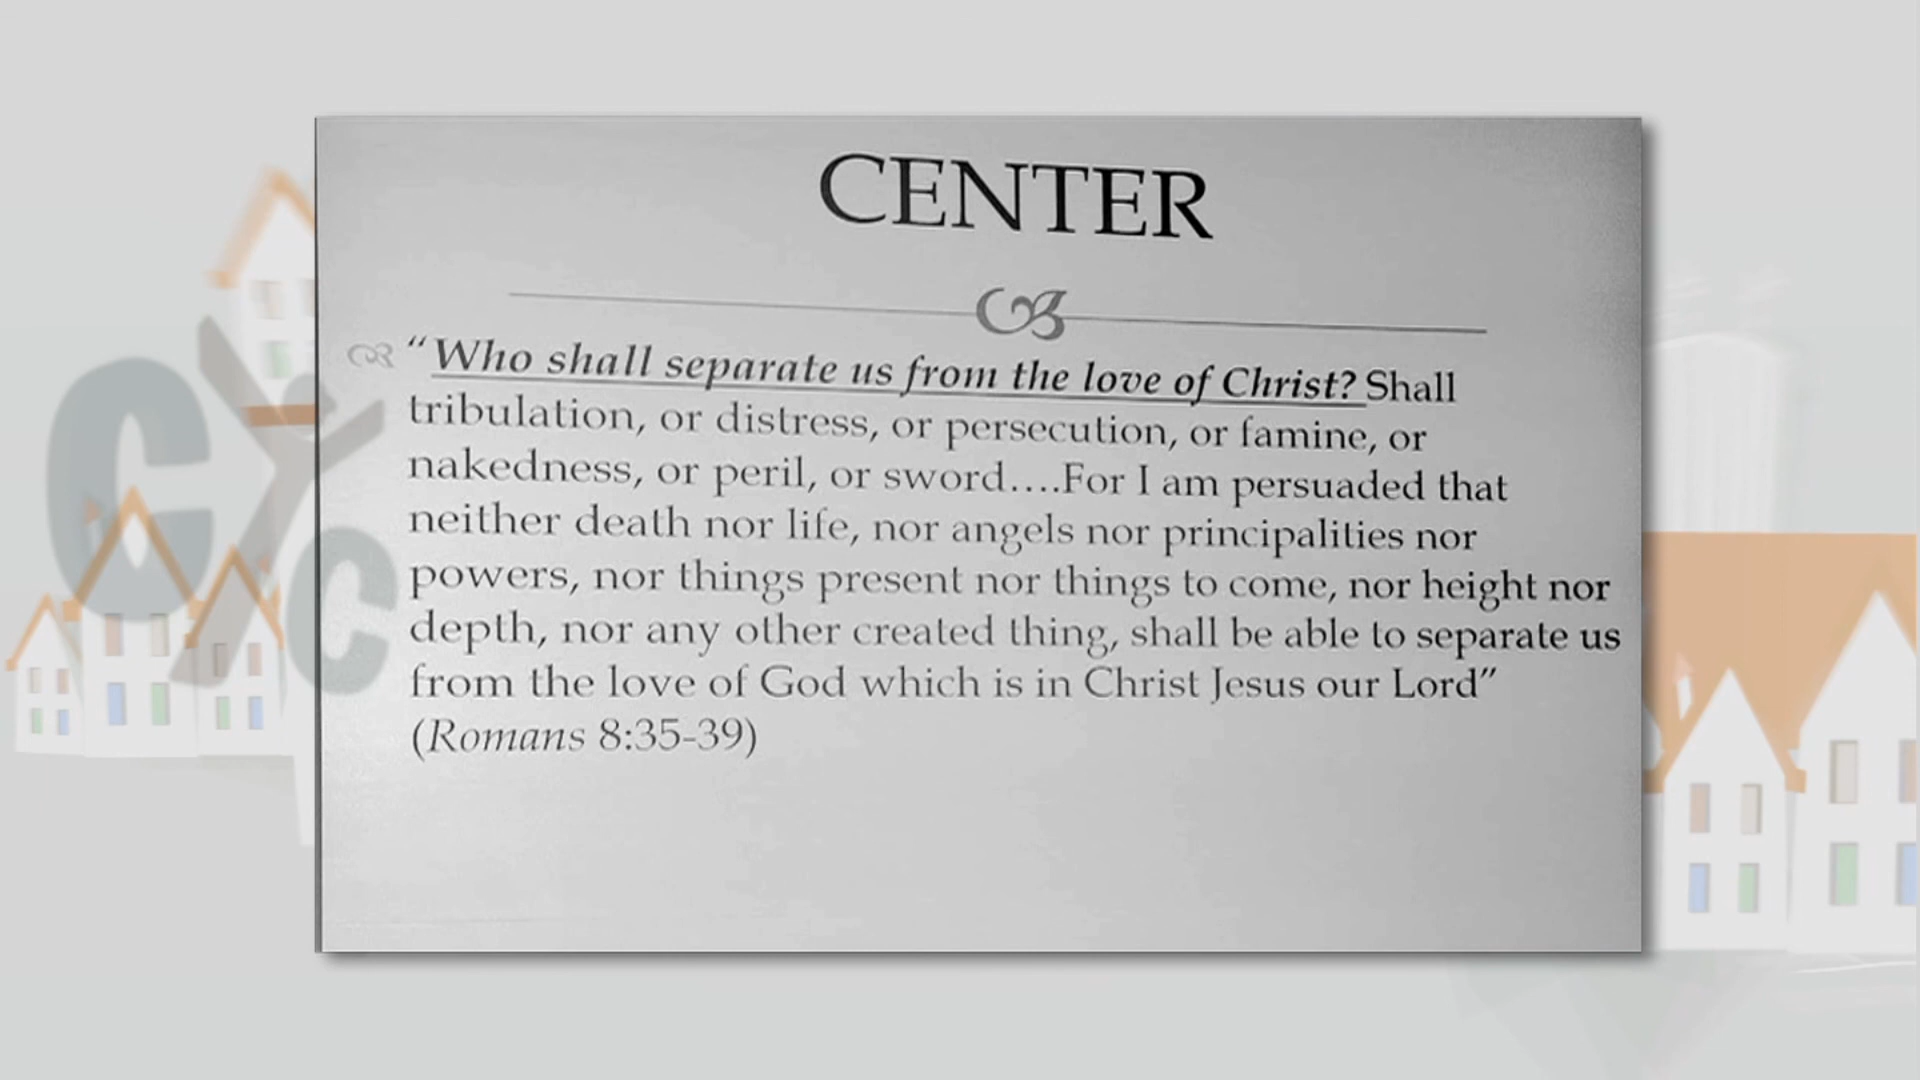 CENTER
"Who shall separate us from the love of Christ? Shall
tribulation, or distress, or persecution, or famine, or
nakedness, or peril, or sword....For I am persuaded that
neither death nor life, nor angels nor principalities nor
powers, nor things present nor things to come, nor height nor
depth, nor any other created thing, shall be able to separate us
from the love of God which is in Christ Jesus our Lord"
(Romans 8:35-39)
CYC